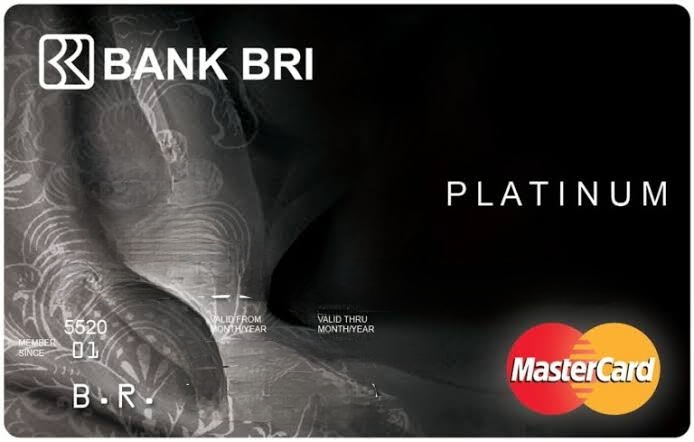 BANK BRI
PLATINUM
5520
VALID FROM
MONTH/YEAR
VALID THRU
MONTH/YEAR
MEMBER
SINCE
01
B.R.
MasterCard